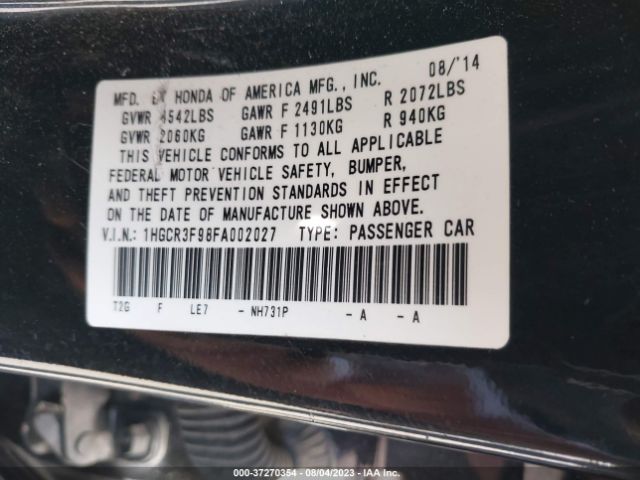 MFD. BY HONDA OF AMERICA MFG., INC. 08/'14
GVWR 4542LBS GAWR F 2491LBS R 2072LBS
GVWR 2060KG GAWR F 1130KG R 940KG
THIS VEHICLE CONFORMS TO ALL APPLICABLE
FEDERAL MOTOR VEHICLE SAFETY, BUMPER,
AND THEFT PREVENTION STANDARDS IN EFFECT
ON THE DATE OF MANUFACTURE SHOWN ABOVE.
V.I.N.: 1HGCR3F98FA002027 TYPE: PASSENGER CAR
T2G F LE7 - NH731P - A - A
000-37270354 - 08/04/2023 - IAA Inc.